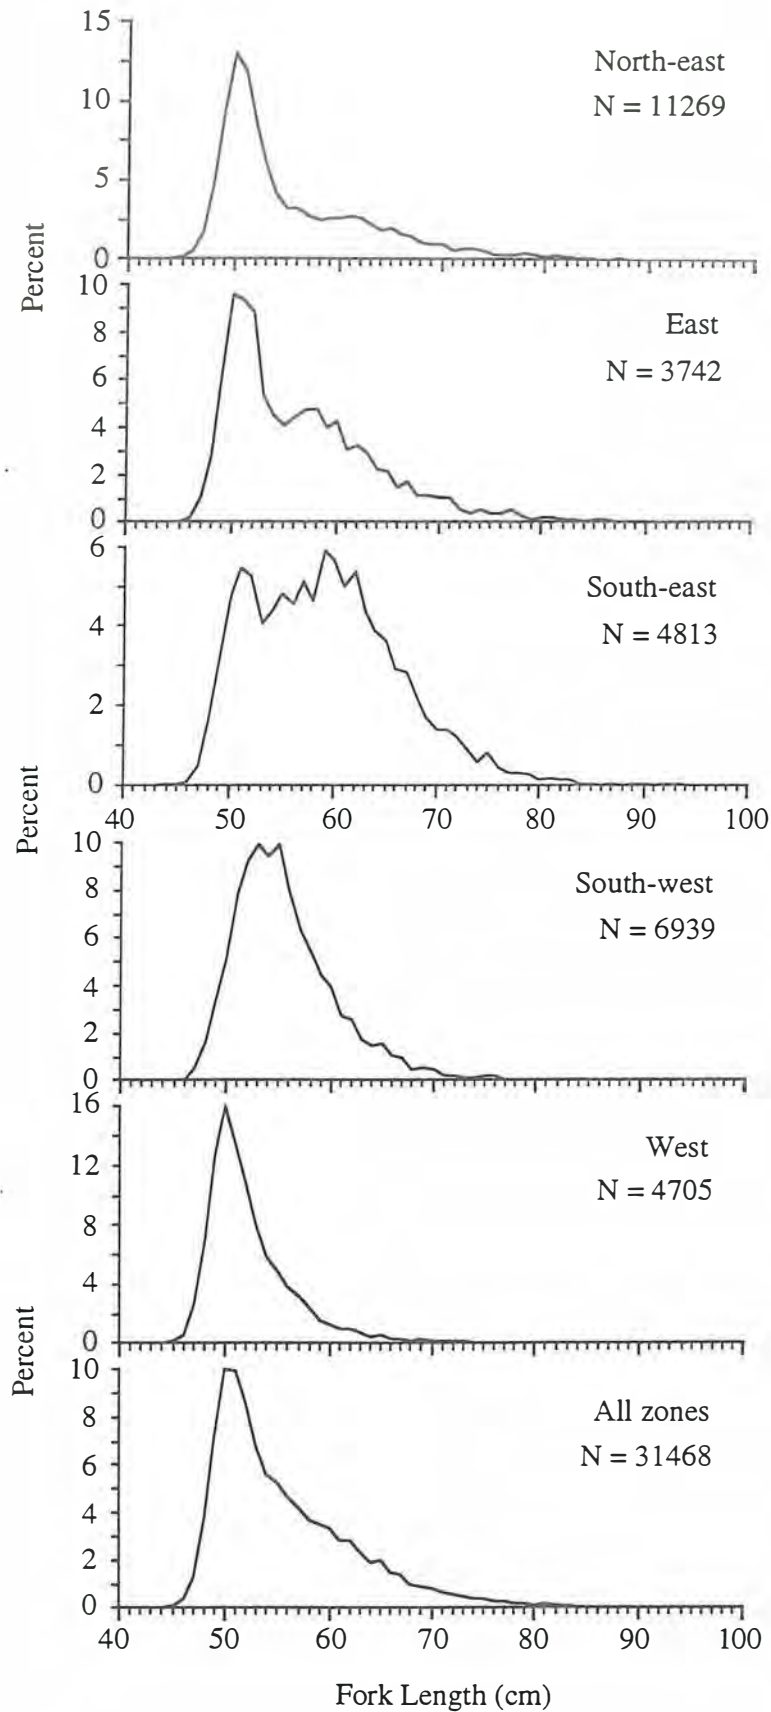 15
North-east
N = 11269
10
5
Percent
0
10
East
8
N = 3742
6
4
2
0
6
South-east
4
N = 4813
2
Percent
0
40 50 60 70 80 90 100
10
South-west
8
N = 6939
6
4
2
0
16
West
12
N = 4705
8
4
Percent
0
10
All zones
8
N = 31468
6
4
2
0
40 50 60 70 80 90 100
Fork Length (cm)